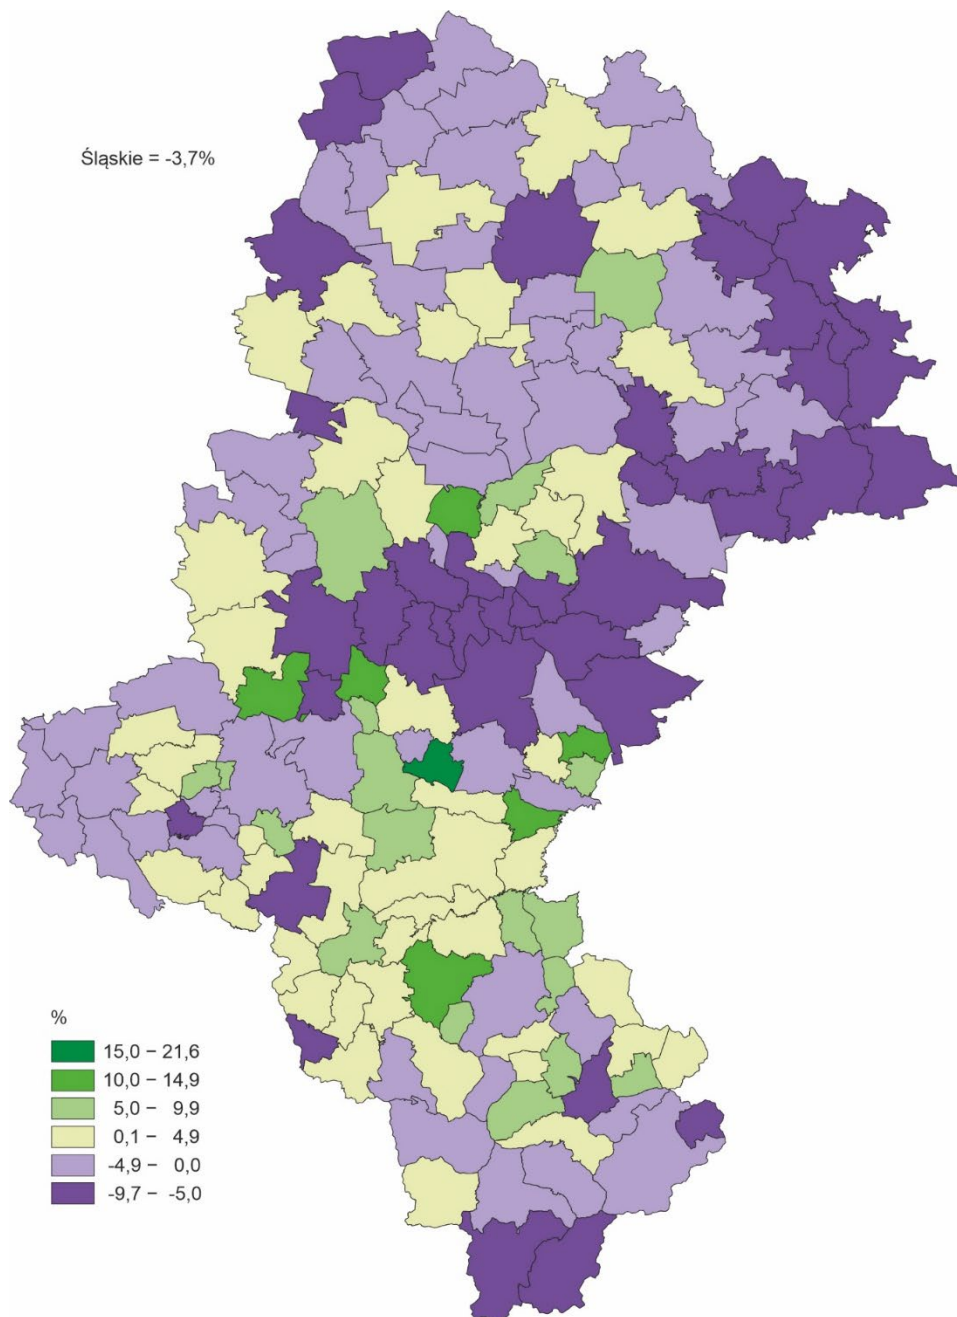 Śląskie = -3,7%
%
15,0 – 21,6
10,0 – 14,9
5,0 – 9,9
0,1 – 4,9
-4,9 – 0,0
-9,7 – -5,0